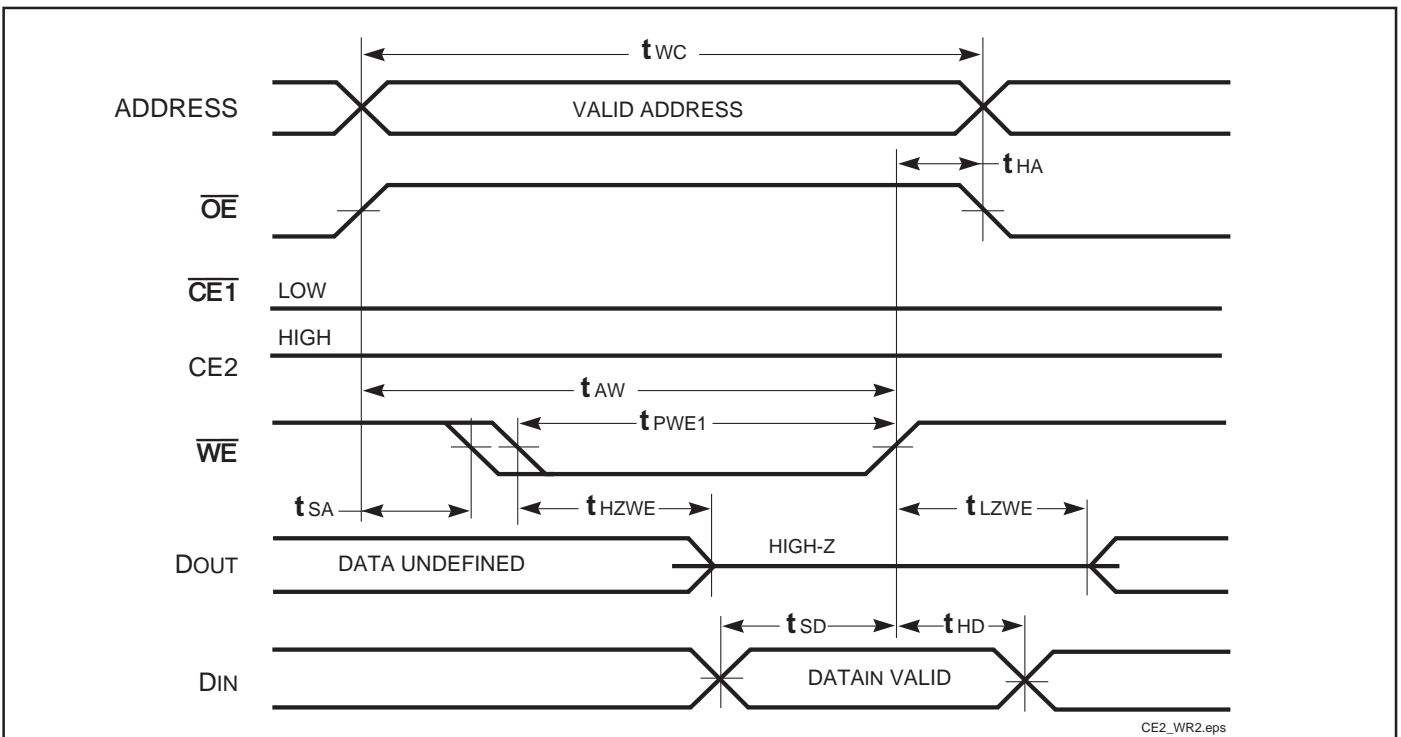 tWC
ADDRESS
VALID ADDRESS
tHA
OE
CE1
LOW
HIGH
CE2
tAW
tPWE1
WE
tSA
tHZWE
tLZWE
DOUT
DATA UNDEFINED
HIGH-Z
tSD
tHD
DIN
DATAIN VALID
CE2_WR2.eps